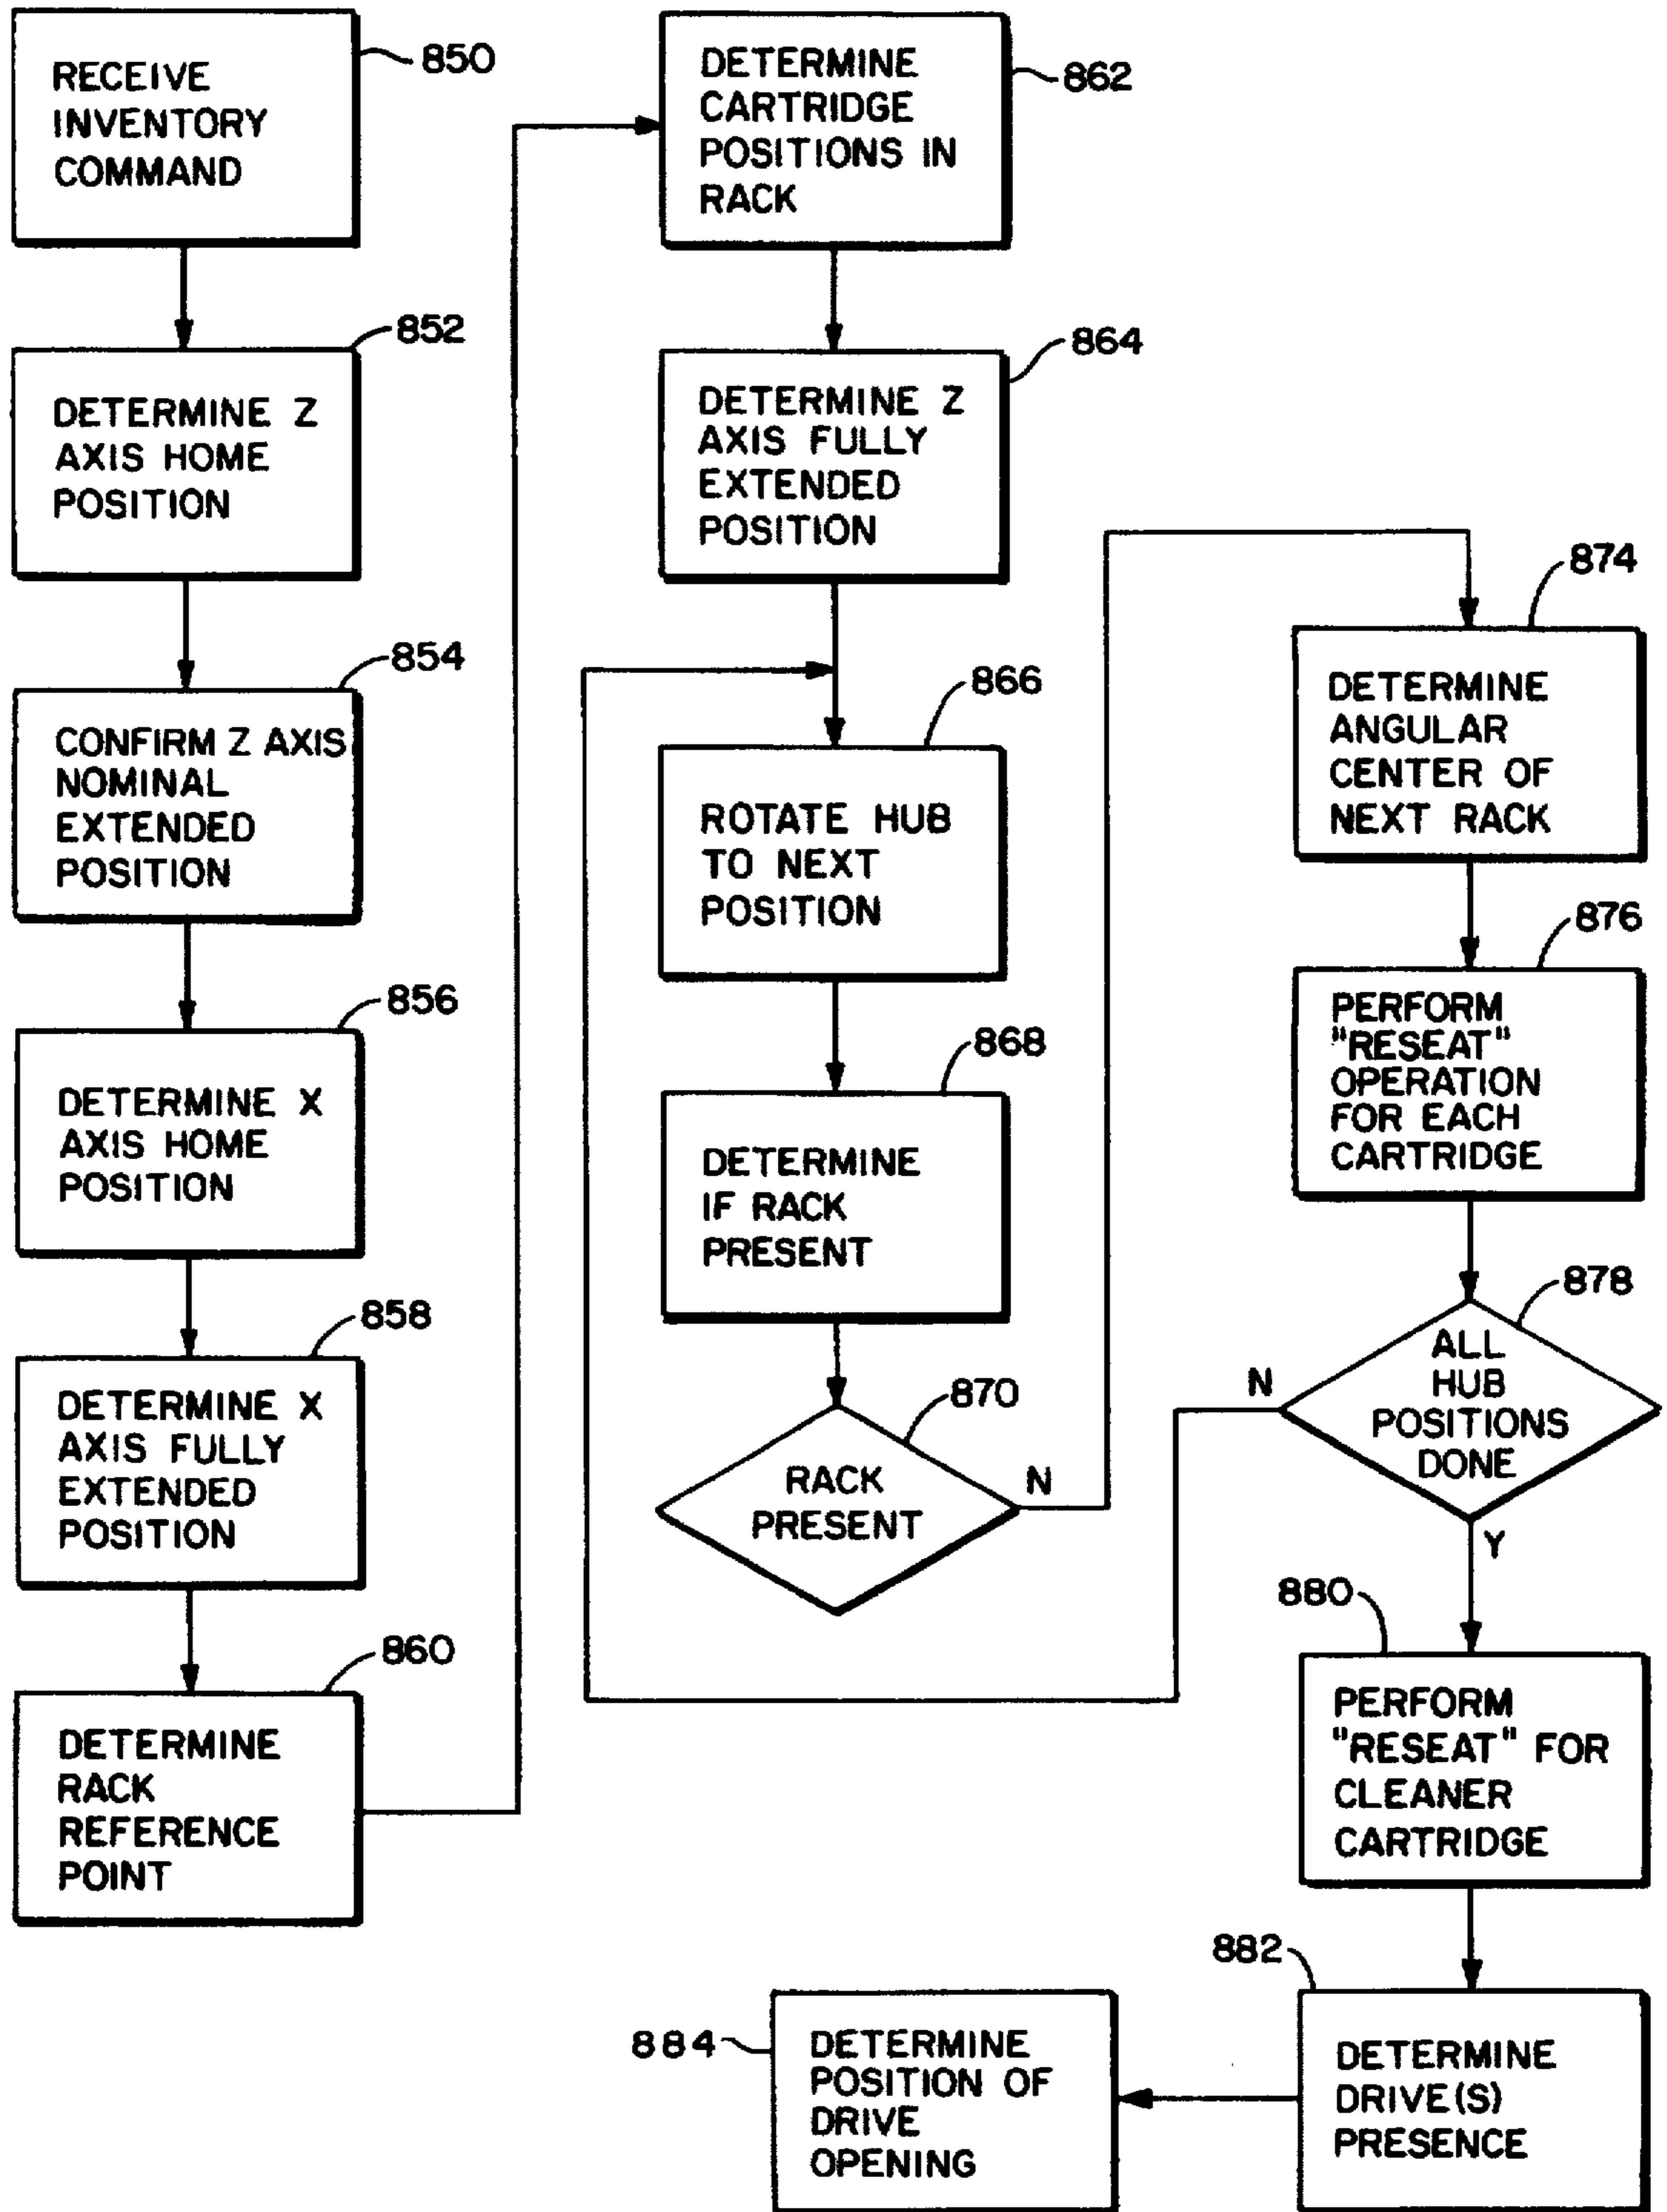 RECEIVE
INVENTORY
COMMAND
850
DETERMINE Z
AXIS HOME
POSITION
852
CONFIRM Z AXIS
NOMINAL
EXTENDED
POSITION
854
DETERMINE X
AXIS HOME
POSITION
856
DETERMINE X
AXIS FULLY
EXTENDED
POSITION
858
DETERMINE
RACK
REFERENCE
POINT
860
DETERMINE
CARTRIDGE
POSITIONS IN
RACK
862
DETERMINE Z
AXIS FULLY
EXTENDED
POSITION
864
ROTATE HUB
TO NEXT
POSITION
866
DETERMINE
IF RACK
PRESENT
868
RACK
PRESENT
870
N
DETERMINE
ANGULAR
CENTER OF
NEXT RACK
874
PERFORM
"RESEAT"
OPERATION
FOR EACH
CARTRIDGE
876
ALL
HUB
POSITIONS
DONE
878
N
Y
PERFORM
"RESEAT" FOR
CLEANER
CARTRIDGE
880
DETERMINE
DRIVE(S)
PRESENCE
882
DETERMINE
POSITION OF
DRIVE
OPENING
884